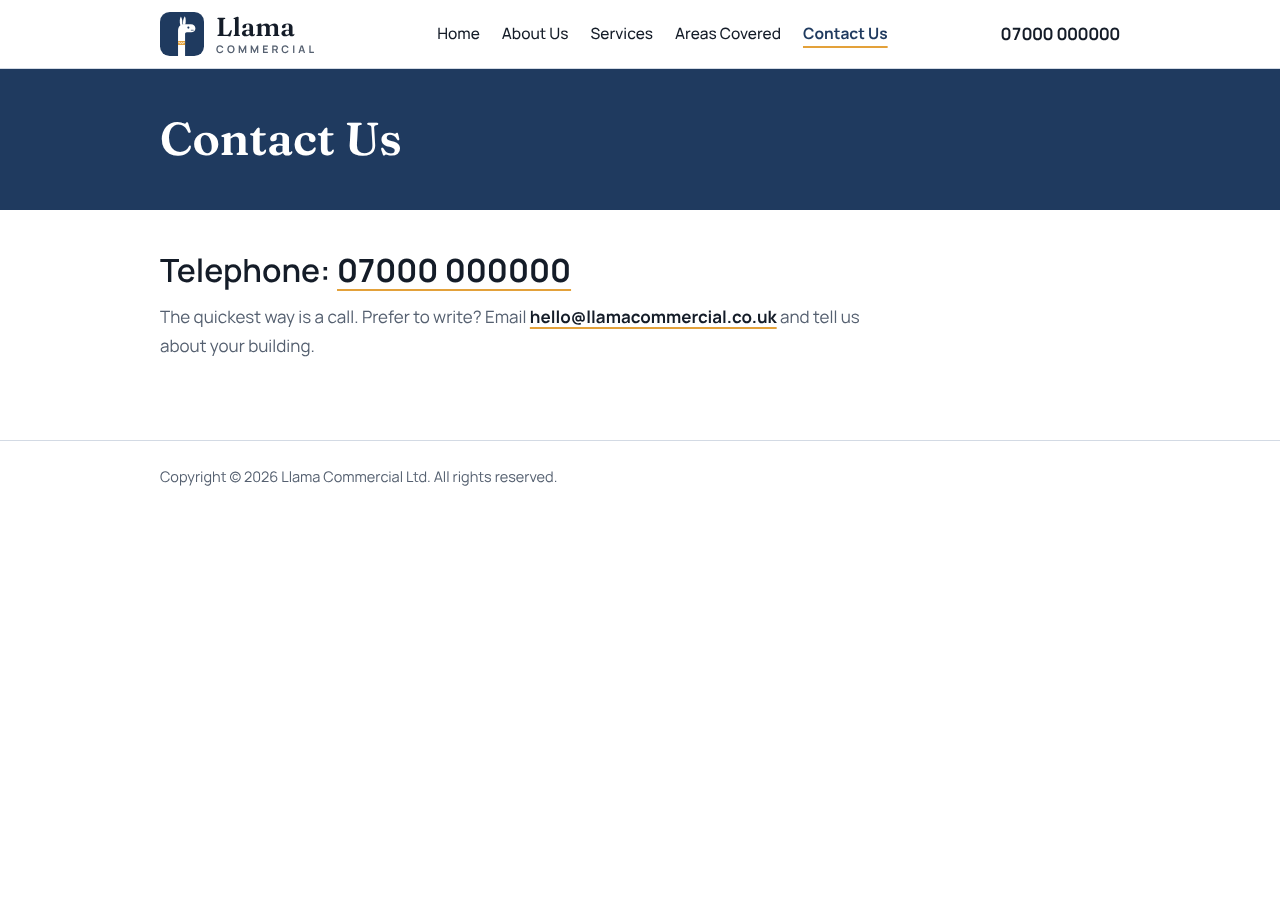 Llama
COMMERCIAL
Home About Us Services Areas Covered Contact Us
07000 000000
Contact Us
Telephone: 07000 000000
The quickest way is a call. Prefer to write? Email hello@llamacommercial.co.uk and tell us
about your building.
Copyright © 2026 Llama Commercial Ltd. All rights reserved.